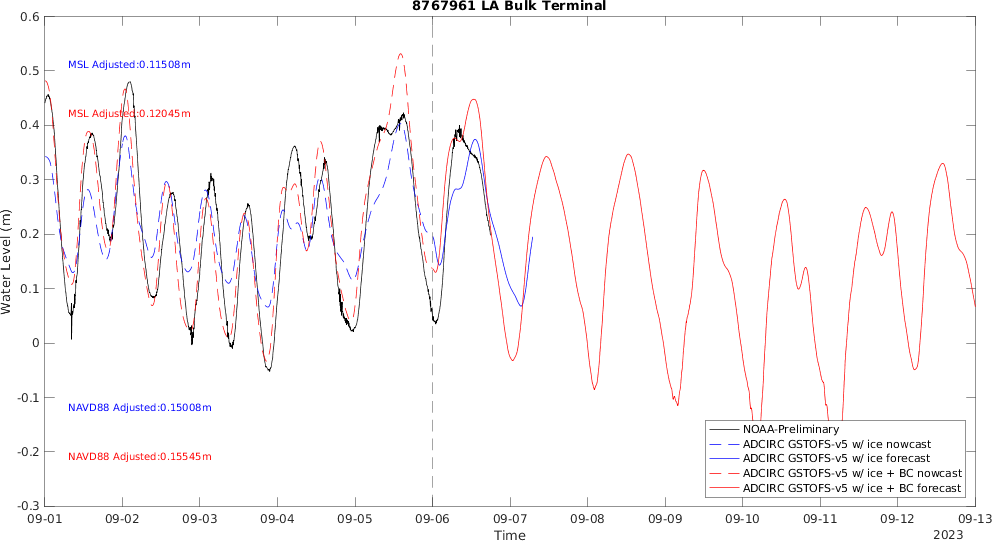 8767961 LA Bulk Terminal
0.6
0.5
0.4
0.3
0.2
0.1
0
-0.1
-0.2
-0.3
Water Level (m)
MSL Adjusted:0.11508m
MSL Adjusted:0.12045m
NAVD88 Adjusted:0.15008m
NAVD88 Adjusted:0.15545m
NOAA-Preliminary
ADCIRC GSTOFS-v5 w/ ice nowcast
ADCIRC GSTOFS-v5 w/ ice forecast
ADCIRC GSTOFS-v5 w/ ice + BC nowcast
ADCIRC GSTOFS-v5 w/ ice + BC forecast
09-01 09-02 09-03 09-04 09-05 09-06 09-07 09-08 09-09 09-10 09-11 09-12 09-13
Time
2023